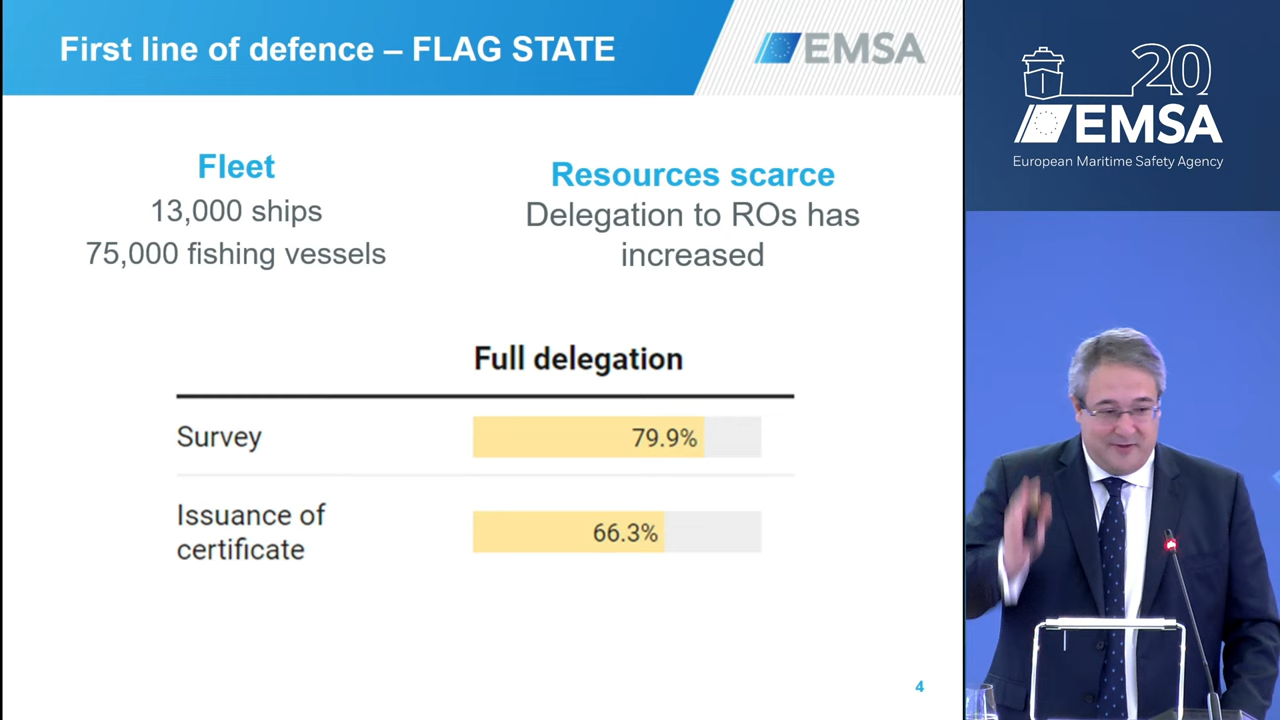 First line of defence – FLAG STATE
EMSA
Fleet
13,000 ships
75,000 fishing vessels
Resources scarce
Delegation to ROs has
increased
Full delegation
Survey
79.9%
Issuance of
certificate
66.3%
4
20
EMSA
European Maritime Safety Agency